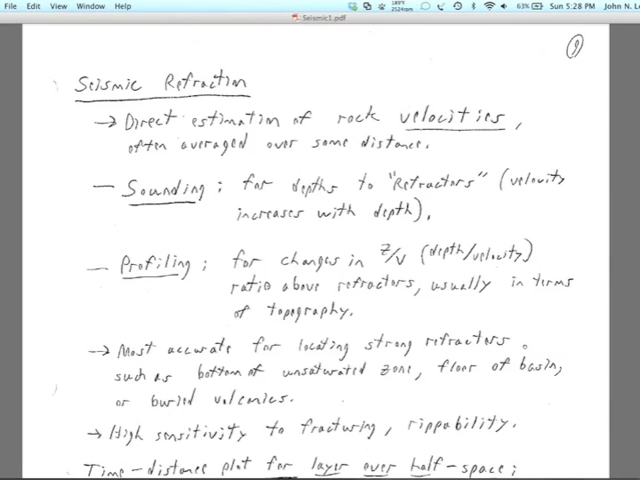 File Edit View Window Help
63% Sun 5:28 PM John N. Lo
Seismic1.pdf
9
Seismic Refraction
→ Direct estimation of rock velocities,
often averaged over some distance.
— Sounding: for depths to "Refractors" (velocity
increases with depth).
— Profiling: for changes in Z/V (depth/velocity)
ratio above refractors, usually in terms
of topography.
→ Most accurate for locating strong refractors
such as bottom of unsaturated zone, floor of basin,
or buried volcanics.
→ High sensitivity to fracturing, rippability.
Time-distance plot for layer over half-space: